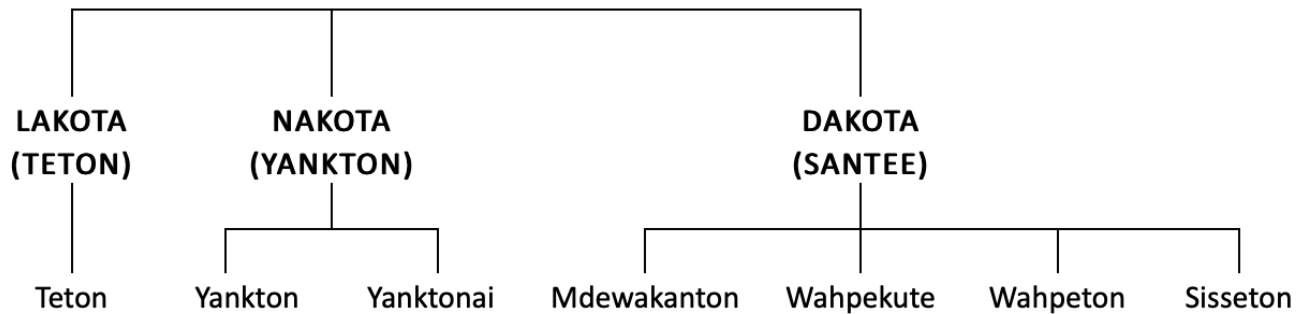 LAKOTA NAKOTA DAKOTA
(TETON) (YANKTON) (SANTEE)
Teton Yankton Yanktonai Mdewakanton Wahpekute Wahpeton Sisseton